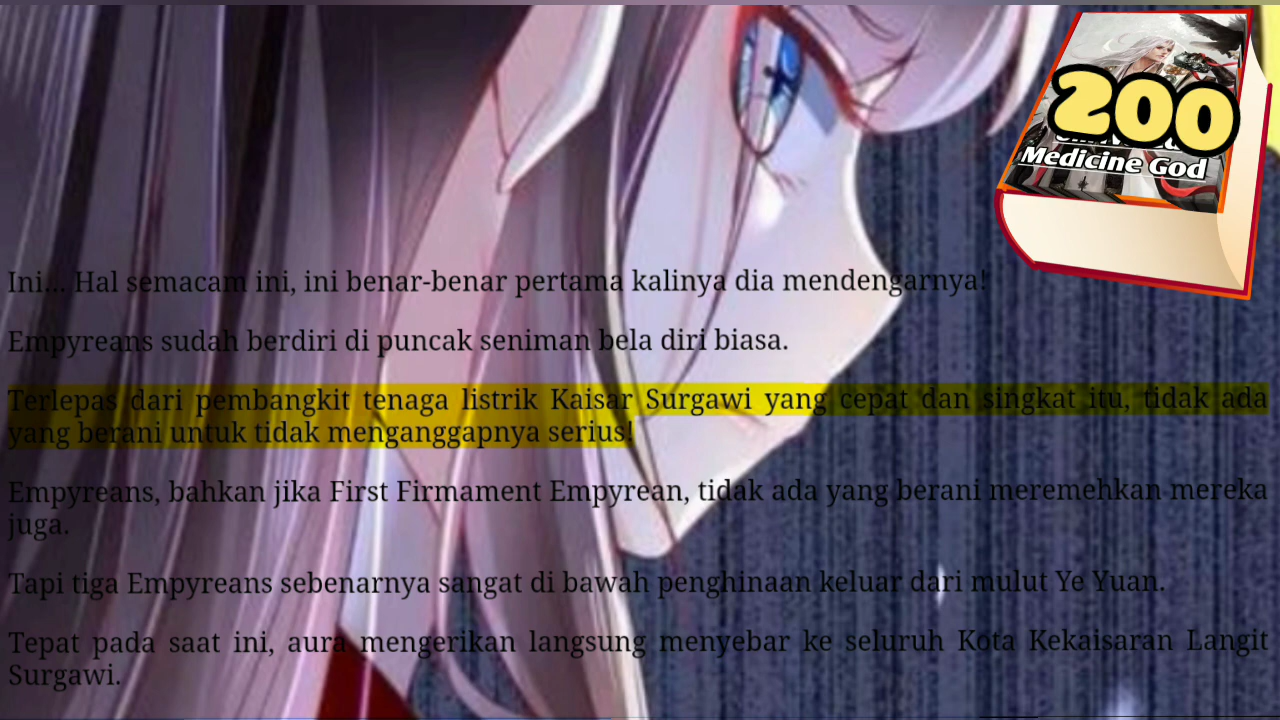 200
Medicine God
Ini... Hal semacam ini, ini benar-benar pertama kalinya dia mendengarnya!
Empyreans sudah berdiri di puncak seniman bela diri biasa.
Terlepas dari pembangkit tenaga listrik Kaisar Surgawi yang cepat dan singkat itu, tidak ada
yang berani untuk tidak menganggapnya serius!
Empyreans, bahkan jika First Firmament Empyrean, tidak ada yang berani meremehkan mereka
juga.
Tapi tiga Empyreans sebenarnya sangat di bawah penghinaan keluar dari mulut Ye Yuan.
Tepat pada saat ini, aura mengerikan langsung menyebar ke seluruh Kota Kekaisaran Langit
Surgawi.